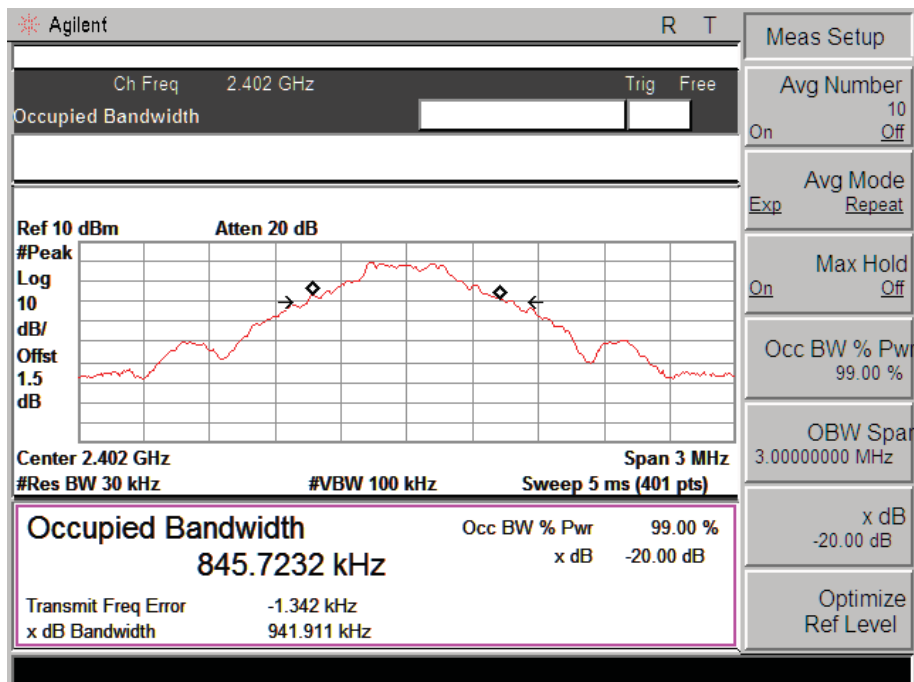 Agilent R T
Ch Freq 2.402 GHz Trig Free
Occupied Bandwidth
Ref 10 dBm Atten 20 dB
#Peak
Log
10
dB/
Offst
1.5
dB
Center 2.402 GHz Span 3 MHz
#Res BW 30 kHz #VBW 100 kHz Sweep 5 ms (401 pts)
Occupied Bandwidth
845.7232 kHz
Occ BW % Pwr 99.00 %
x dB -20.00 dB
Transmit Freq Error -1.342 kHz
x dB Bandwidth 941.911 kHz
Meas Setup
Avg Number
10
On Off
Avg Mode
Exp Repeat
Max Hold
On Off
Occ BW % Pwr
99.00 %
OBW Span
3.00000000 MHz
x dB
-20.00 dB
Optimize
Ref Level